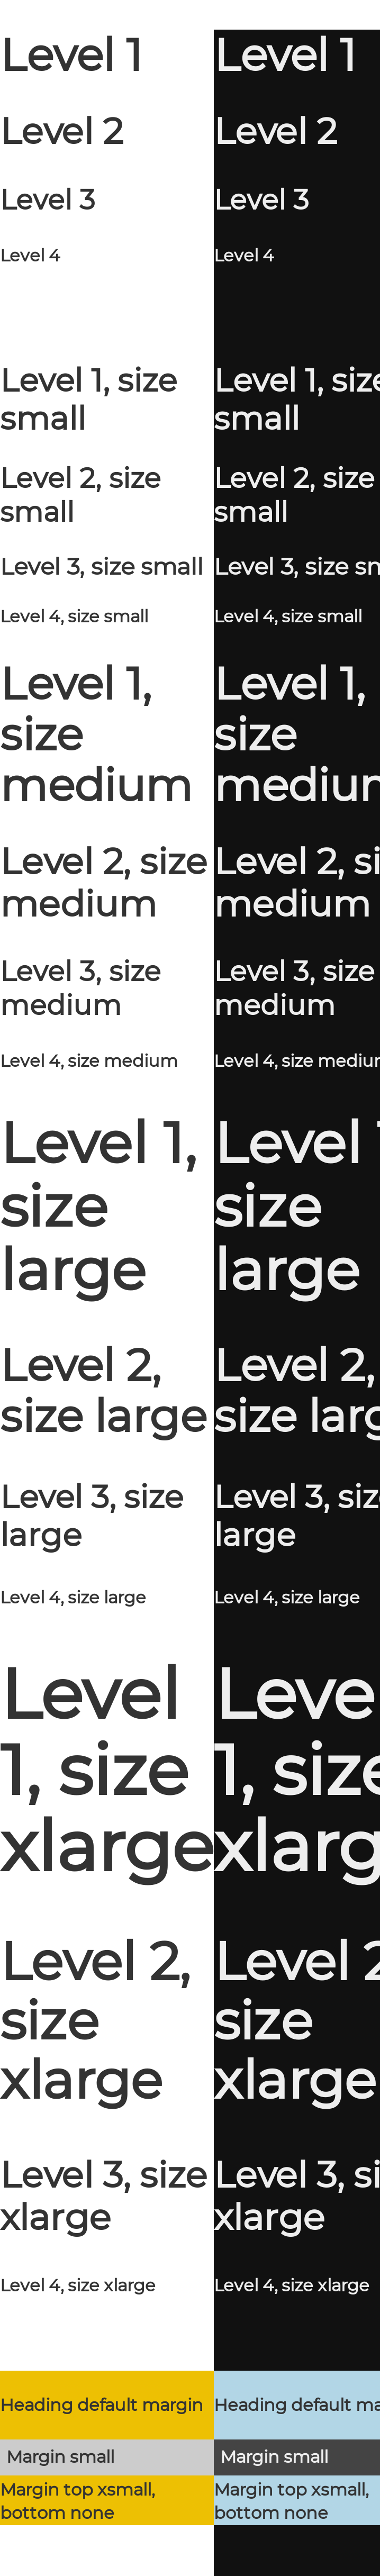 Level 1
Level 2
Level 3
Level 4
Level 1, size
small
Level 2, size
small
Level 3, size small
Level 4, size small
Level 1,
size
medium
Level 2, size
medium
Level 3, size
medium
Level 4, size medium
Level 1,
size
large
Level 2,
size large
Level 3, size
large
Level 4, size large
Level
1, size
xlarge
Level 2,
size
xlarge
Level 3, size
xlarge
Level 4, size xlarge
Heading default margin
Margin small
Margin top xsmall,
bottom none
Level 1
Level 2
Level 3
Level 4
Level 1, size
small
Level 2, size
small
Level 3, size sm
Level 4, size small
Level 1,
size
medium
Level 2, si
medium
Level 3, size
medium
Level 4, size medium
Level 1
size
large
Level 2,
size larg
Level 3, size
large
Level 4, size large
Leve
1, size
xlarg
Level 2
size
xlarge
Level 3, si
xlarge
Level 4, size xlarge
Heading default ma
Margin small
Margin top xsmall,
bottom none